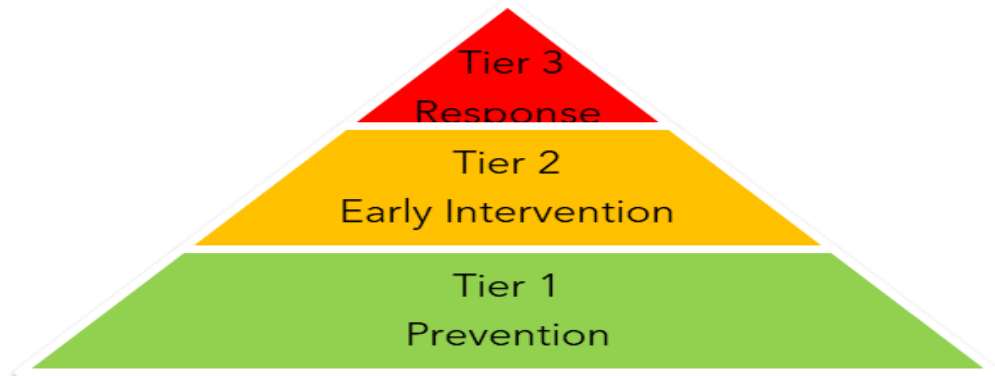 Tier 3
Response
Tier 2
Early Intervention
Tier 1
Prevention